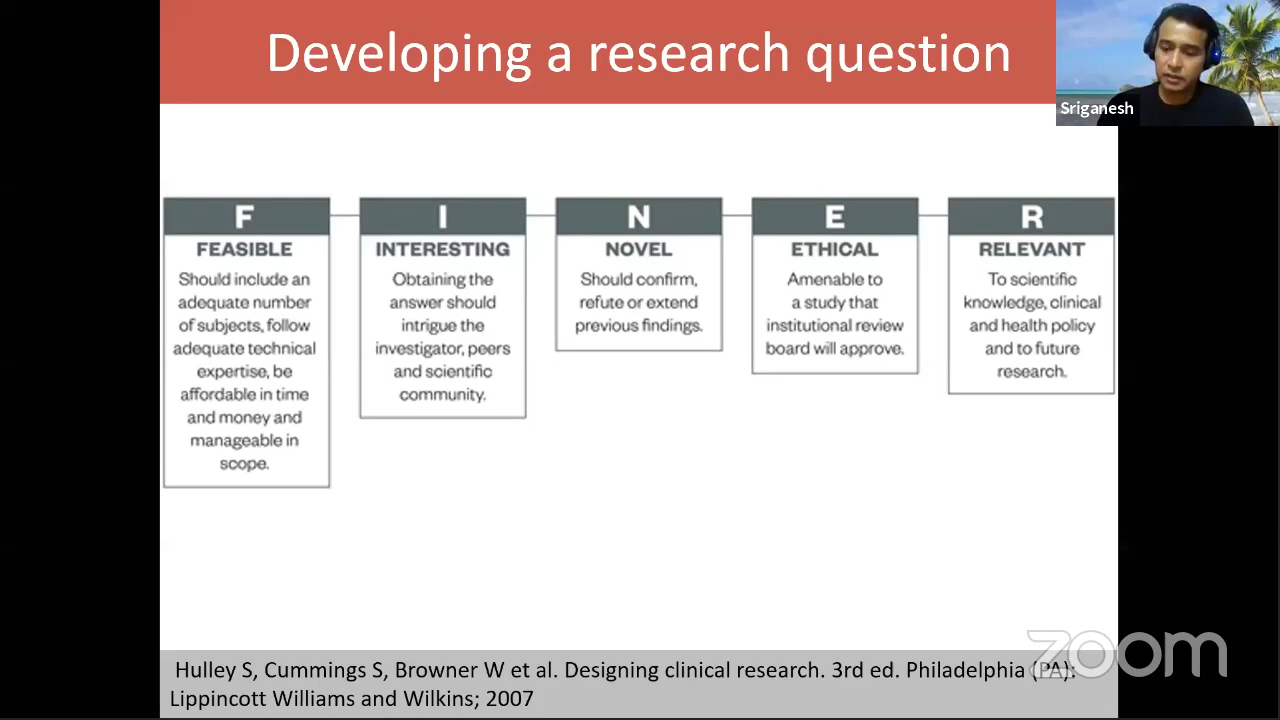 Developing a research question
Sriganesh
F
FEASIBLE
Should include an
adequate number
of subjects, follow
adequate technical
expertise, be
affordable in time
and money and
manageable in
scope.
I
INTERESTING
Obtaining the
answer should
intrigue the
investigator, peers
and scientific
community.
N
NOVEL
Should confirm,
refute or extend
previous findings.
E
ETHICAL
Amenable to
a study that
institutional review
board will approve.
R
RELEVANT
To scientific
knowledge, clinical
and health policy
and to future
research.
Hulley S, Cummings S, Browner W et al. Designing clinical research. 3rd ed. Philadelphia (PA):
Lippincott Williams and Wilkins; 2007
zoom